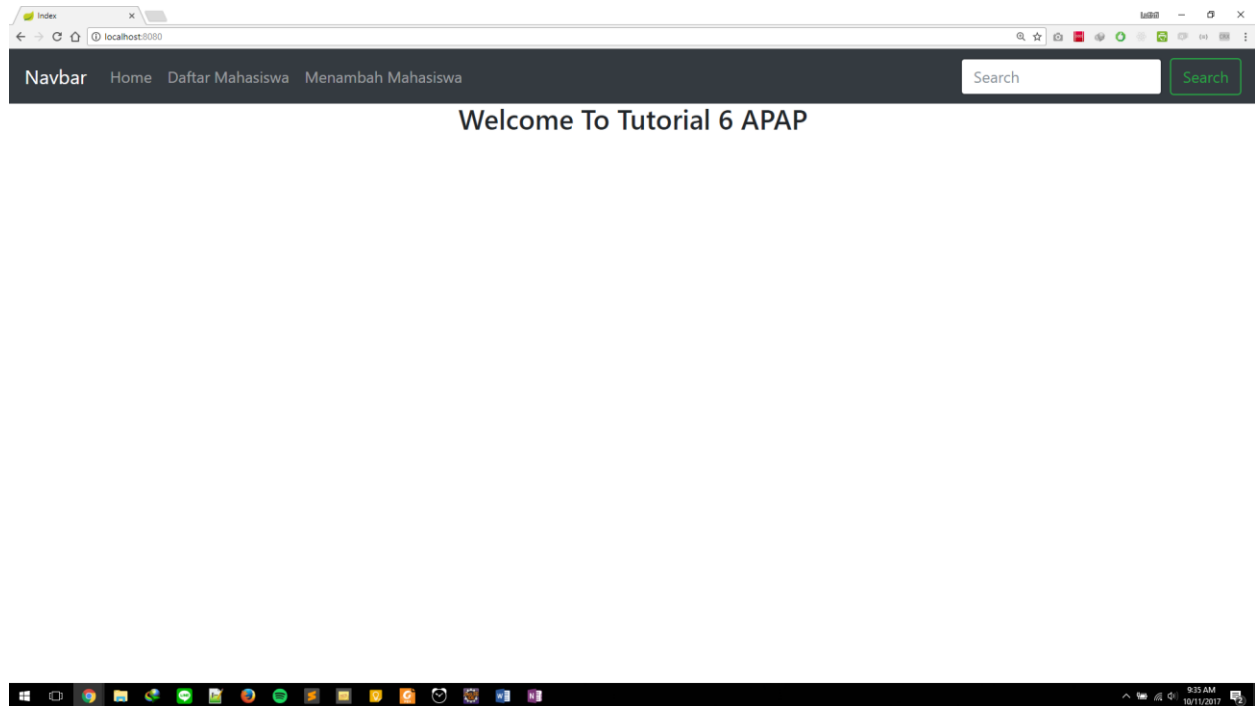 Index
localhost:8080
Navbar Home Daftar Mahasiswa Menambah Mahasiswa Search Search
Welcome To Tutorial 6 APAP
9:35 AM
10/11/2017